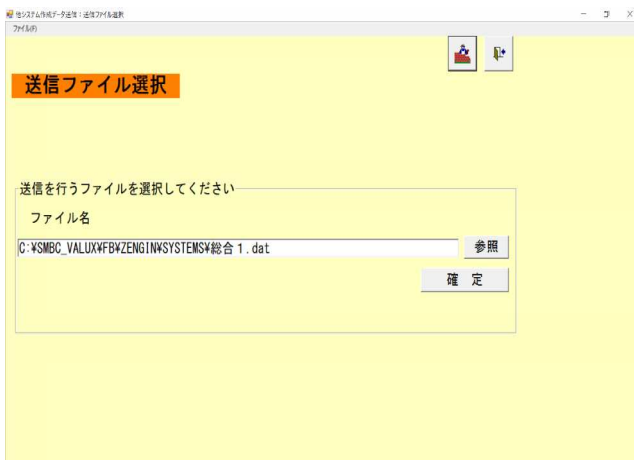 他システム作成データ送信：送信ファイル選択
ファイル(F)
送信ファイル選択
送信を行うファイルを選択してください
ファイル名
C:¥SMBC_VALUX¥FB¥ZENGIN¥SYSTEMS¥総合１.dat
参照
確 定